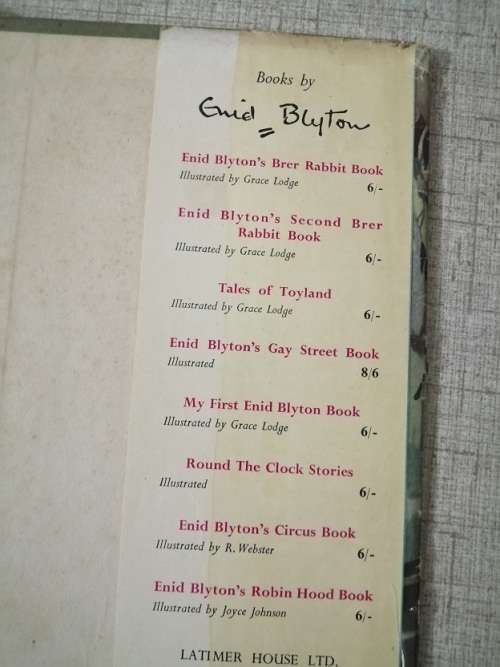 Books by
Enid Blyton
Enid Blyton's Brer Rabbit Book
Illustrated by Grace Lodge 6/-
Enid Blyton's Second Brer
Rabbit Book
Illustrated by Grace Lodge 6/-
Tales of Toyland
Illustrated by Grace Lodge 6/-
Enid Blyton's Gay Street Book
Illustrated 8/6
My First Enid Blyton Book
Illustrated by Grace Lodge 6/-
Round The Clock Stories
Illustrated 6/-
Enid Blyton's Circus Book
Illustrated by R. Webster 6/-
Enid Blyton's Robin Hood Book
Illustrated by Joyce Johnson 6/-
LATIMER HOUSE LTD.